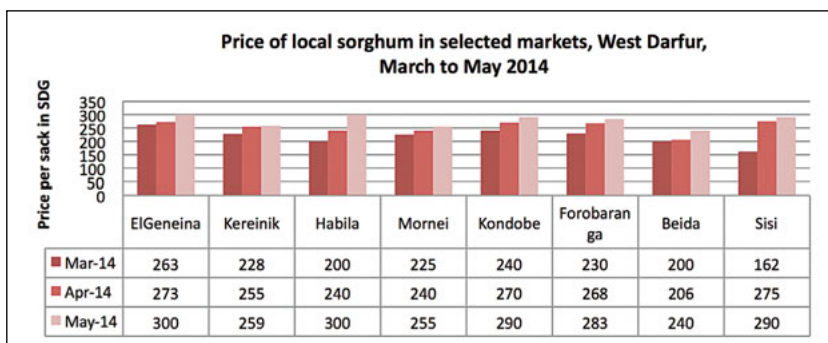 Price of local sorghum in selected markets, West Darfur,
March to May 2014
Price per sack in SDG
350
300
250
200
150
100
50
0
ElGeneina Kereinik Habila Mornei Kondobe Forobaran
ga Beida Sisi
Mar-14 263 228 200 225 240 230 200 162
Apr-14 273 255 240 240 270 268 206 275
May-14 300 259 300 255 290 283 240 290